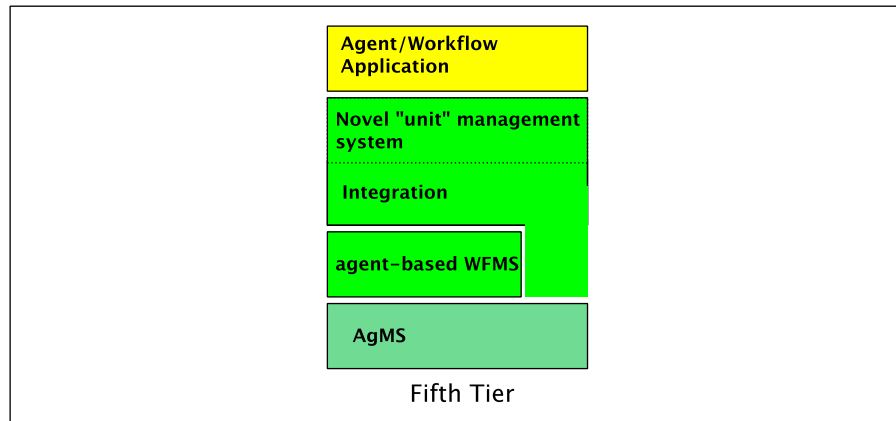 Agent/Workflow
Application
Novel "unit" management
system
Integration
agent-based WFMS
AgMS
Fifth Tier